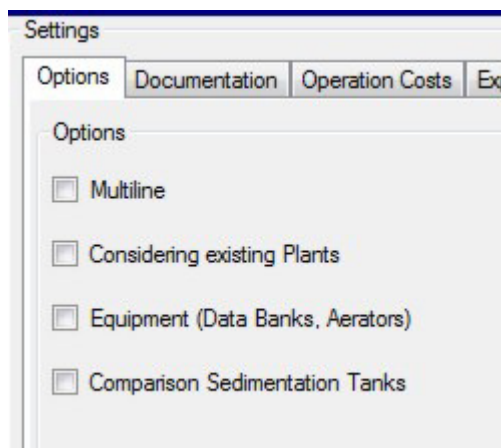 Settings
Options Documentation Operation Costs
Options
Multiline
Considering existing Plants
Equipment (Data Banks, Aerators)
Comparison Sedimentation Tanks